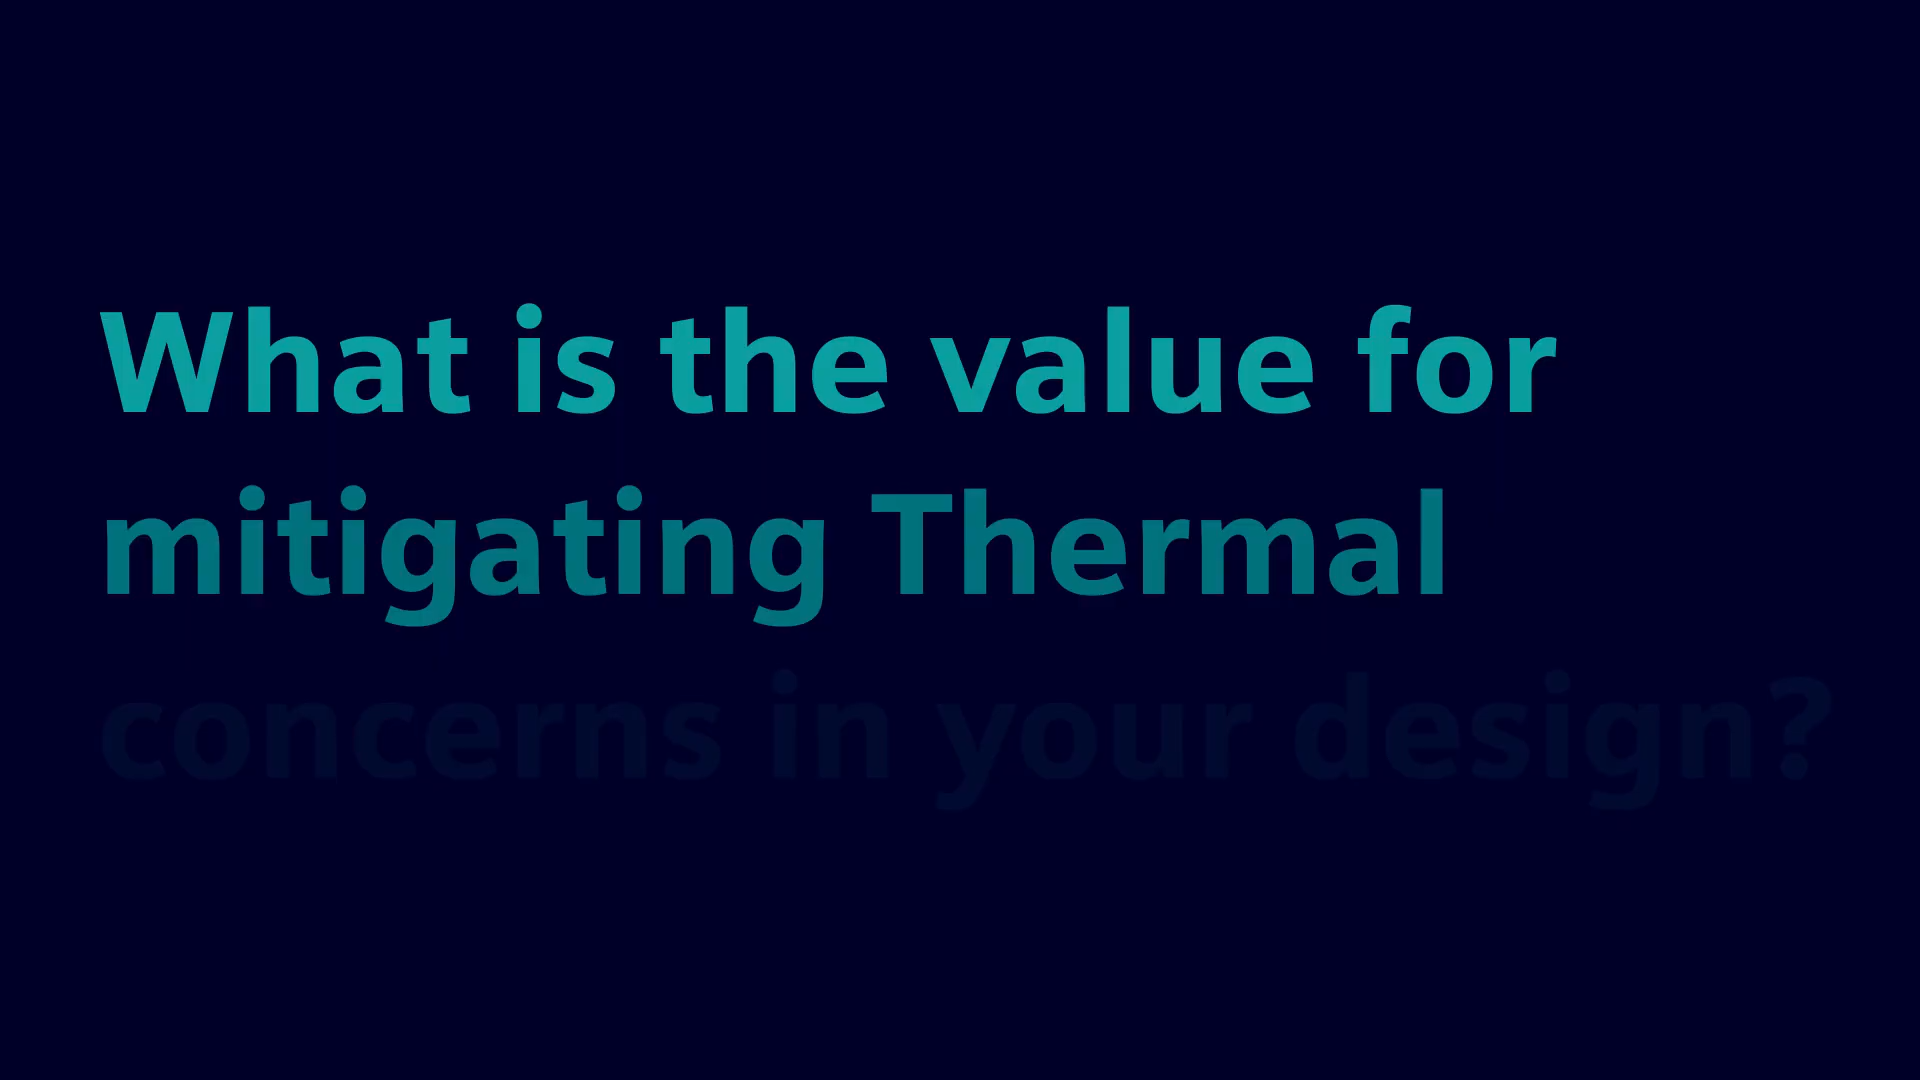 What is the value for
mitigating Thermal
concerns in your design?